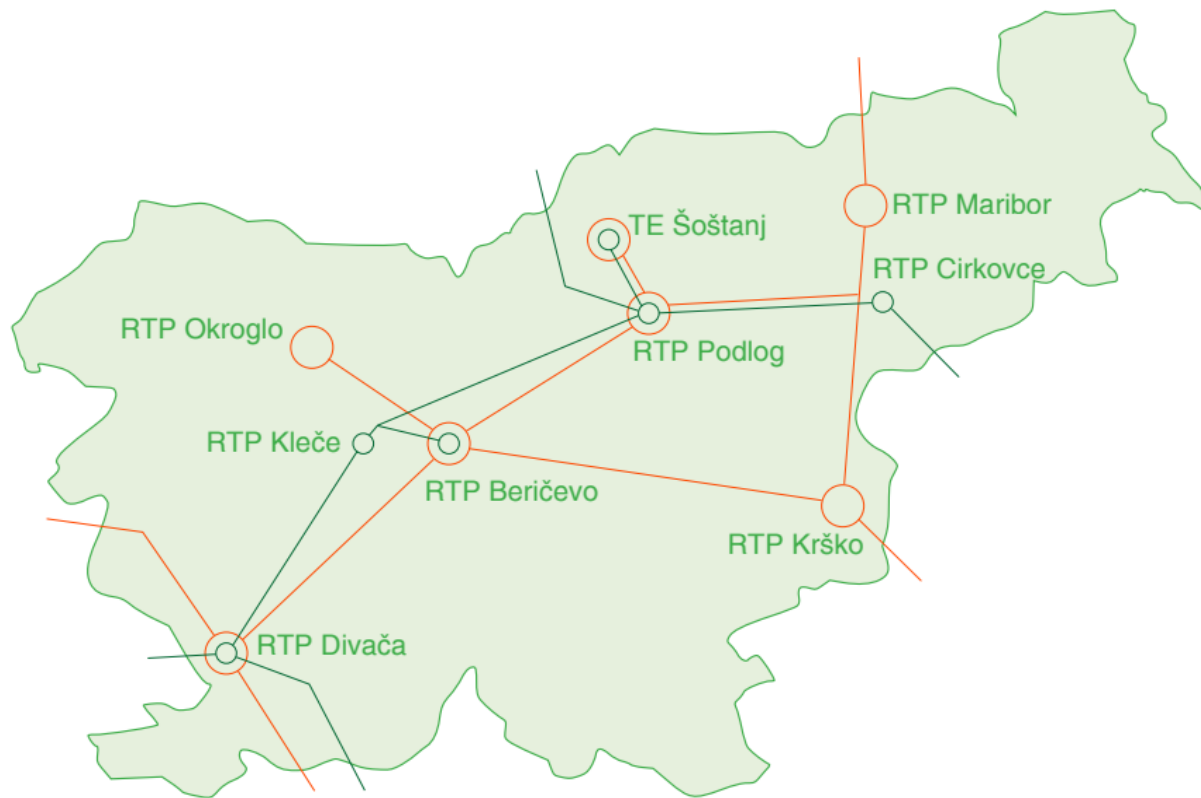 RTP Maribor
TE Šoštanj
RTP Cirkovce
RTP Okroglo
RTP Podlog
RTP Kleče
RTP Beričevo
RTP Krško
RTP Divača